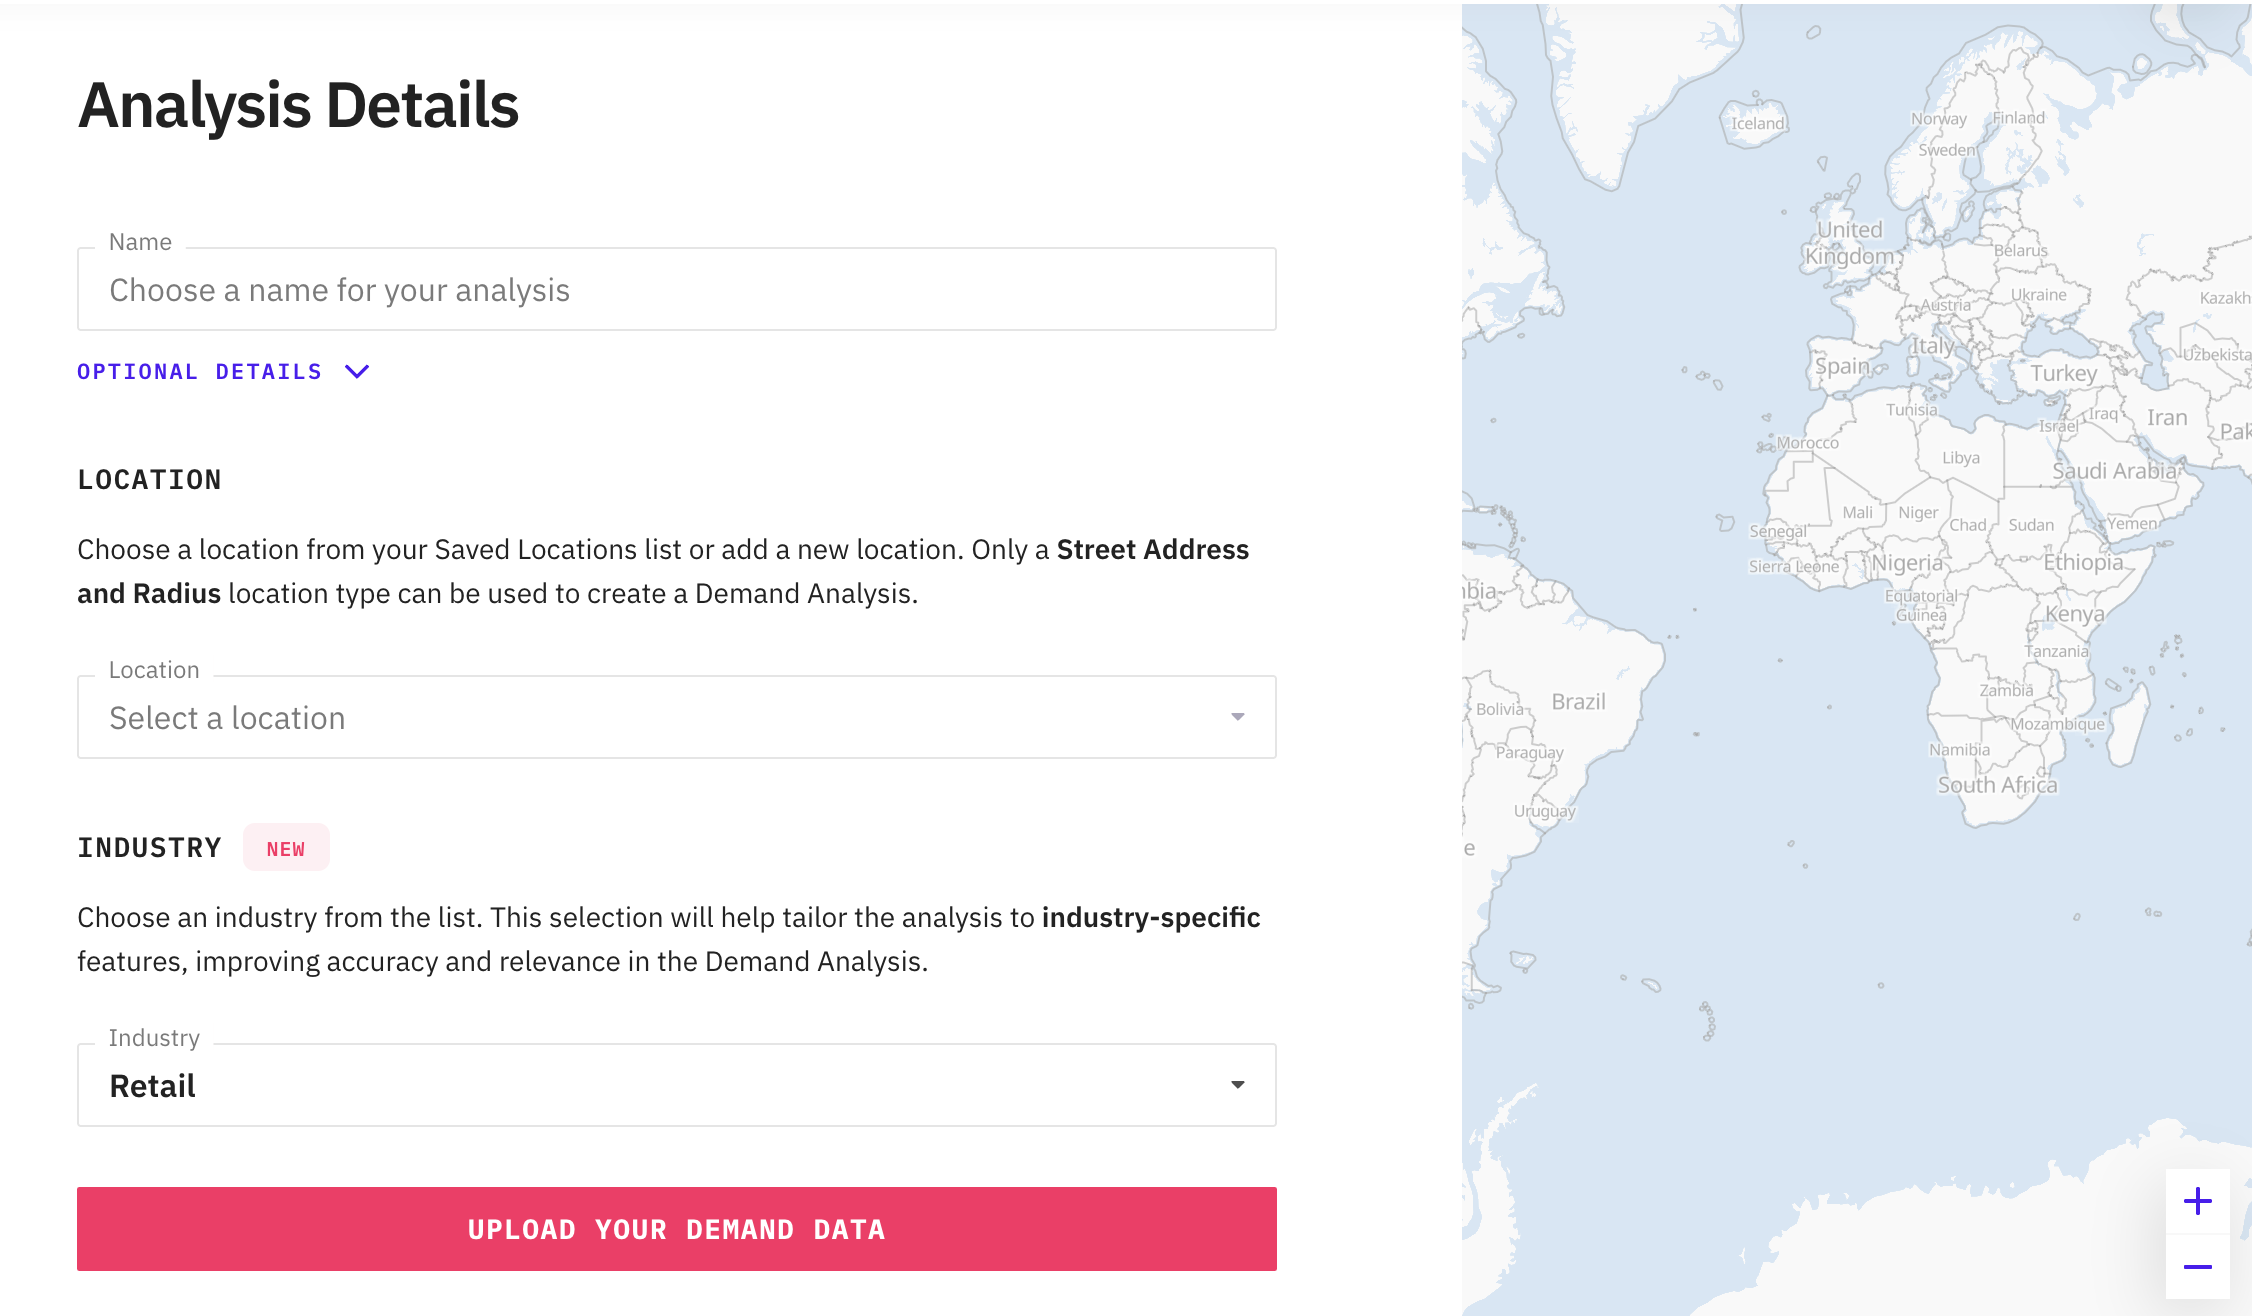 Analysis Details
Name
Choose a name for your analysis
OPTIONAL DETAILS
LOCATION
Choose a location from your Saved Locations list or add a new location. Only a Street Address
and Radius location type can be used to create a Demand Analysis.
Location
Select a location
INDUSTRY NEW
Choose an industry from the list. This selection will help tailor the analysis to industry-specific
features, improving accuracy and relevance in the Demand Analysis.
Industry
Retail
UPLOAD YOUR DEMAND DATA
Iceland
Norway
Finland
Sweden
United
Kingdom
Belarus
Ukraine
Kazakh
Austria
Italy
Uzbekista
Spain
Turkey
Tunisia
Iraq
Iran
Israel
Pak
Morocco
Libya
Saudi Arabia
Mali
Niger
Chad
Sudan
Yemen
Senegal
Sierra Leone
Nigeria
Ethiopia
nbia
Equatorial
Guinea
Kenya
Tanzania
Zambia
Brazil
Bolivia
Mozambique
Paraguay
Namibia
South Africa
Uruguay
e